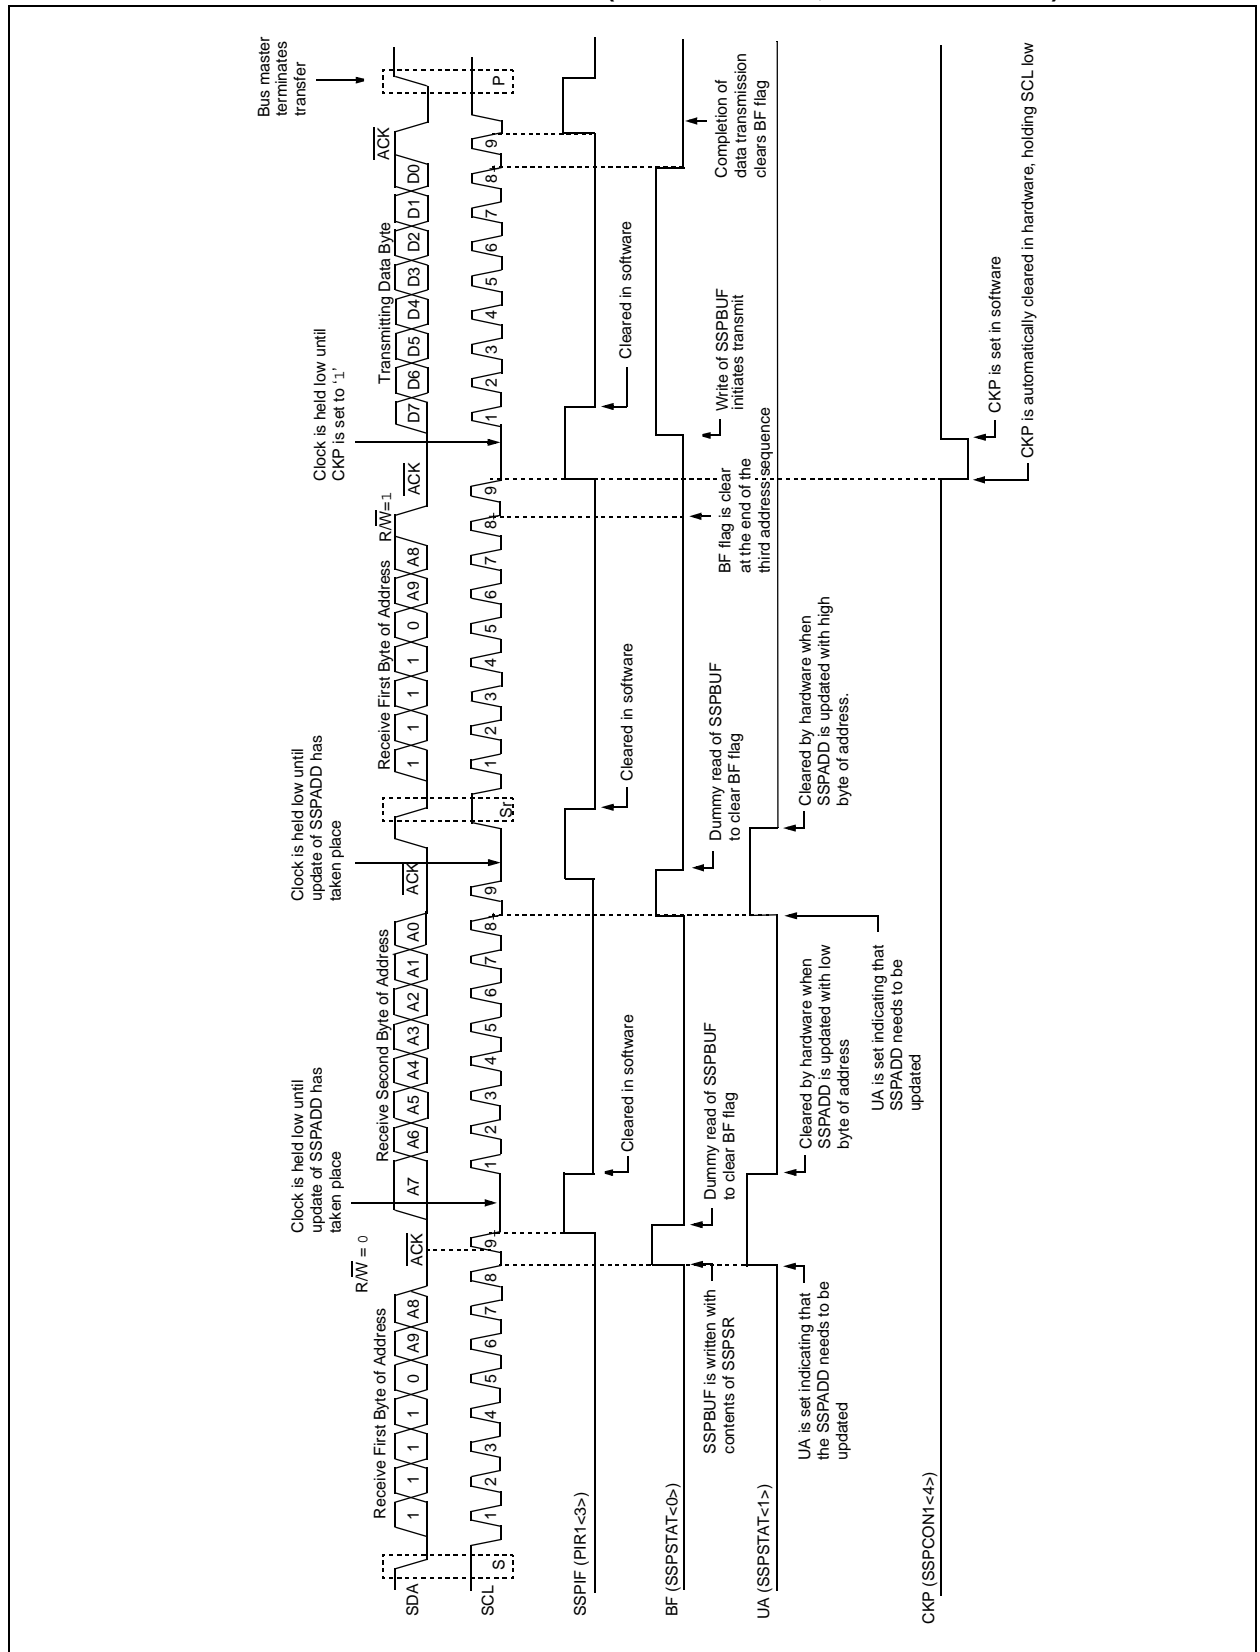 Bus master
terminates
transfer
Clock is held low until
CKP is set to ‘1’
Clock is held low until
update of SSPADD has
taken place
Clock is held low until
update of SSPADD has
taken place
R/W = 0
R/W=1
Receive First Byte of Address
ACK
Receive Second Byte of Address
ACK
Receive First Byte of Address
ACK
Transmitting Data Byte
ACK
SDA
1 1 1 1 0 A9 A8
A7 A6 A5 A4 A3 A2 A1 A0
1 1 1 1 0 A9 A8
D7 D6 D5 D4 D3 D2 D1 D0
SCL
S
1 2 3 4 5 6 7 8 9
1 2 3 4 5 6 7 8 9
Sr
1 2 3 4 5 6 7 8 9
1 2 3 4 5 6 7 8 9
P
SSPIF (PIR1<3>)
Cleared in software
Cleared in software
Cleared in software
BF (SSPSTAT<0>)
SSPBUF is written with
contents of SSPSR
Dummy read of SSPBUF
to clear BF flag
Dummy read of SSPBUF
to clear BF flag
BF flag is clear
at the end of the
third address sequence
Write of SSPBUF
initiates transmit
Completion of
data transmission
clears BF flag
UA (SSPSTAT<1>)
UA is set indicating that
the SSPADD needs to be
updated
Cleared by hardware when
SSPADD is updated with low
byte of address
UA is set indicating that
SSPADD needs to be
updated
Cleared by hardware when
SSPADD is updated with high
byte of address.
CKP (SSPCON1<4>)
CKP is set in software
CKP is automatically cleared in hardware, holding SCL low